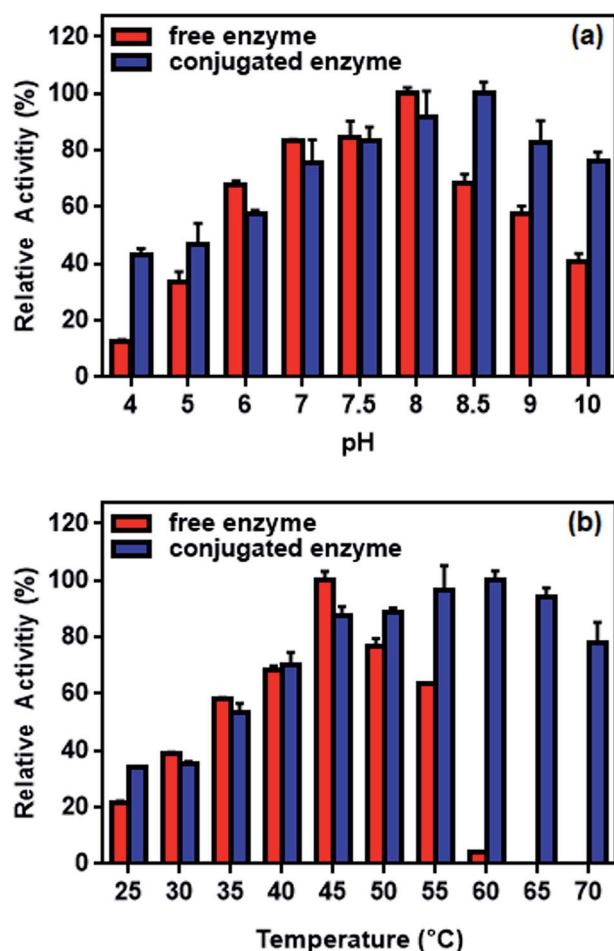 (a)
free enzyme
conjugated enzyme
120
100
80
60
40
20
0
Relative Activitiy (%)
4 5 6 7 7.5 8 8.5 9 10
pH
(b)
free enzyme
conjugated enzyme
120
100
80
60
40
20
0
Relative Activitiy (%)
25 30 35 40 45 50 55 60 65 70
Temperature (°C)